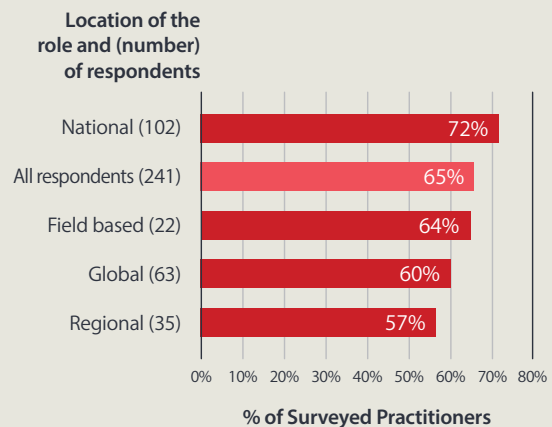 Location of the
role and (number)
of respondents
National (102)
72%
All respondents (241)
65%
Field based (22)
64%
Global (63)
60%
Regional (35)
57%
0% 10% 20% 30% 40% 50% 60% 70% 80%
% of Surveyed Practitioners